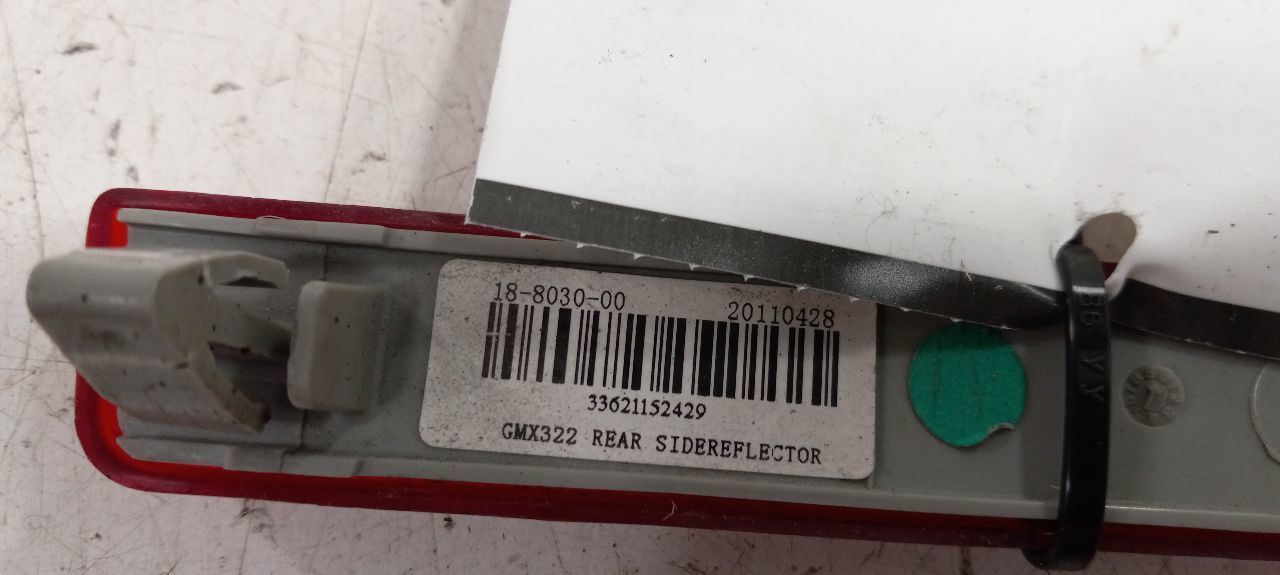 18-8030-00
20110428
33621152429
GMX322 REAR SIDEREFLECTOR